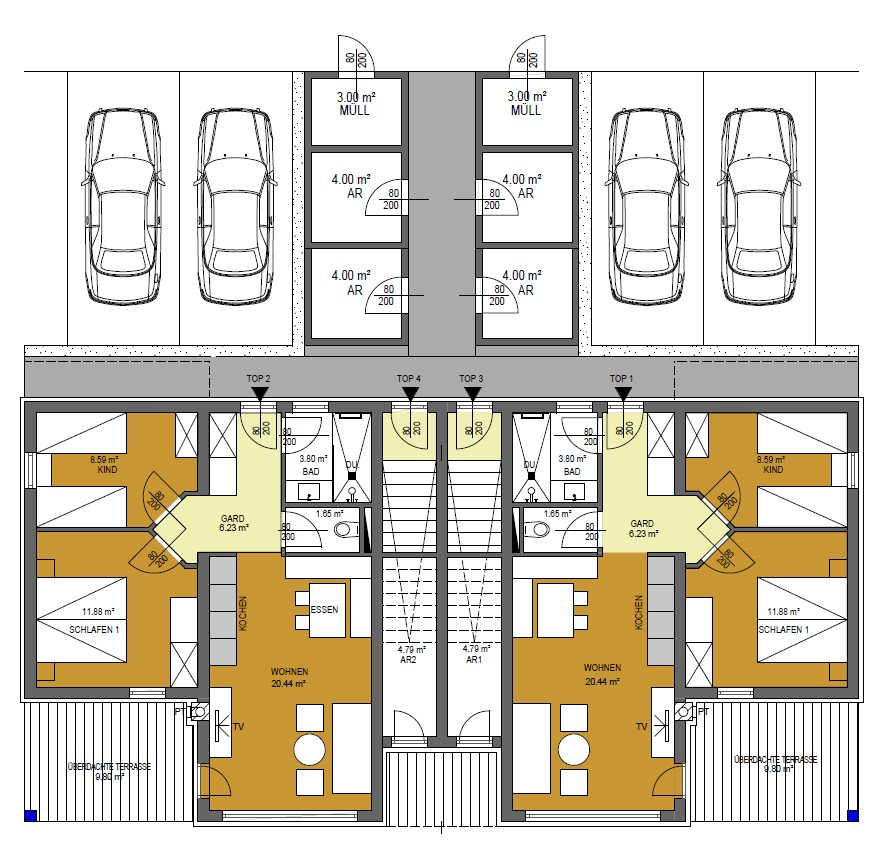 80
200
80
200
3.00 m²
MÜLL
3.00 m²
MÜLL
4.00 m²
AR
80
200
80
200
4.00 m²
AR
4.00 m²
AR
80
200
80
200
4.00 m²
AR
TOP 2
TOP 4
TOP 3
TOP 1
80
200
80
200
80
200
80
200
80
200
80
200
8.59 m²
KIND
3.80 m²
BAD
DU.
DU.
3.80 m²
BAD
8.59 m²
KIND
80
200
80
200
1.65 m²
1.65 m²
GARD
6.23 m²
GARD
6.23 m²
80
200
80
200
80
200
80
200
11.88 m²
SCHLAFEN 1
KOCHEN
ESSEN
KOCHEN
11.88 m²
SCHLAFEN 1
4.79 m²
AR2
4.79 m²
AR1
WOHNEN
20.44 m²
WOHNEN
20.44 m²
PT
TV
TV
PT
ÜBERDACHTE TERRASSE
9.80 m²
ÜBERDACHTE TERRASSE
9.80 m²